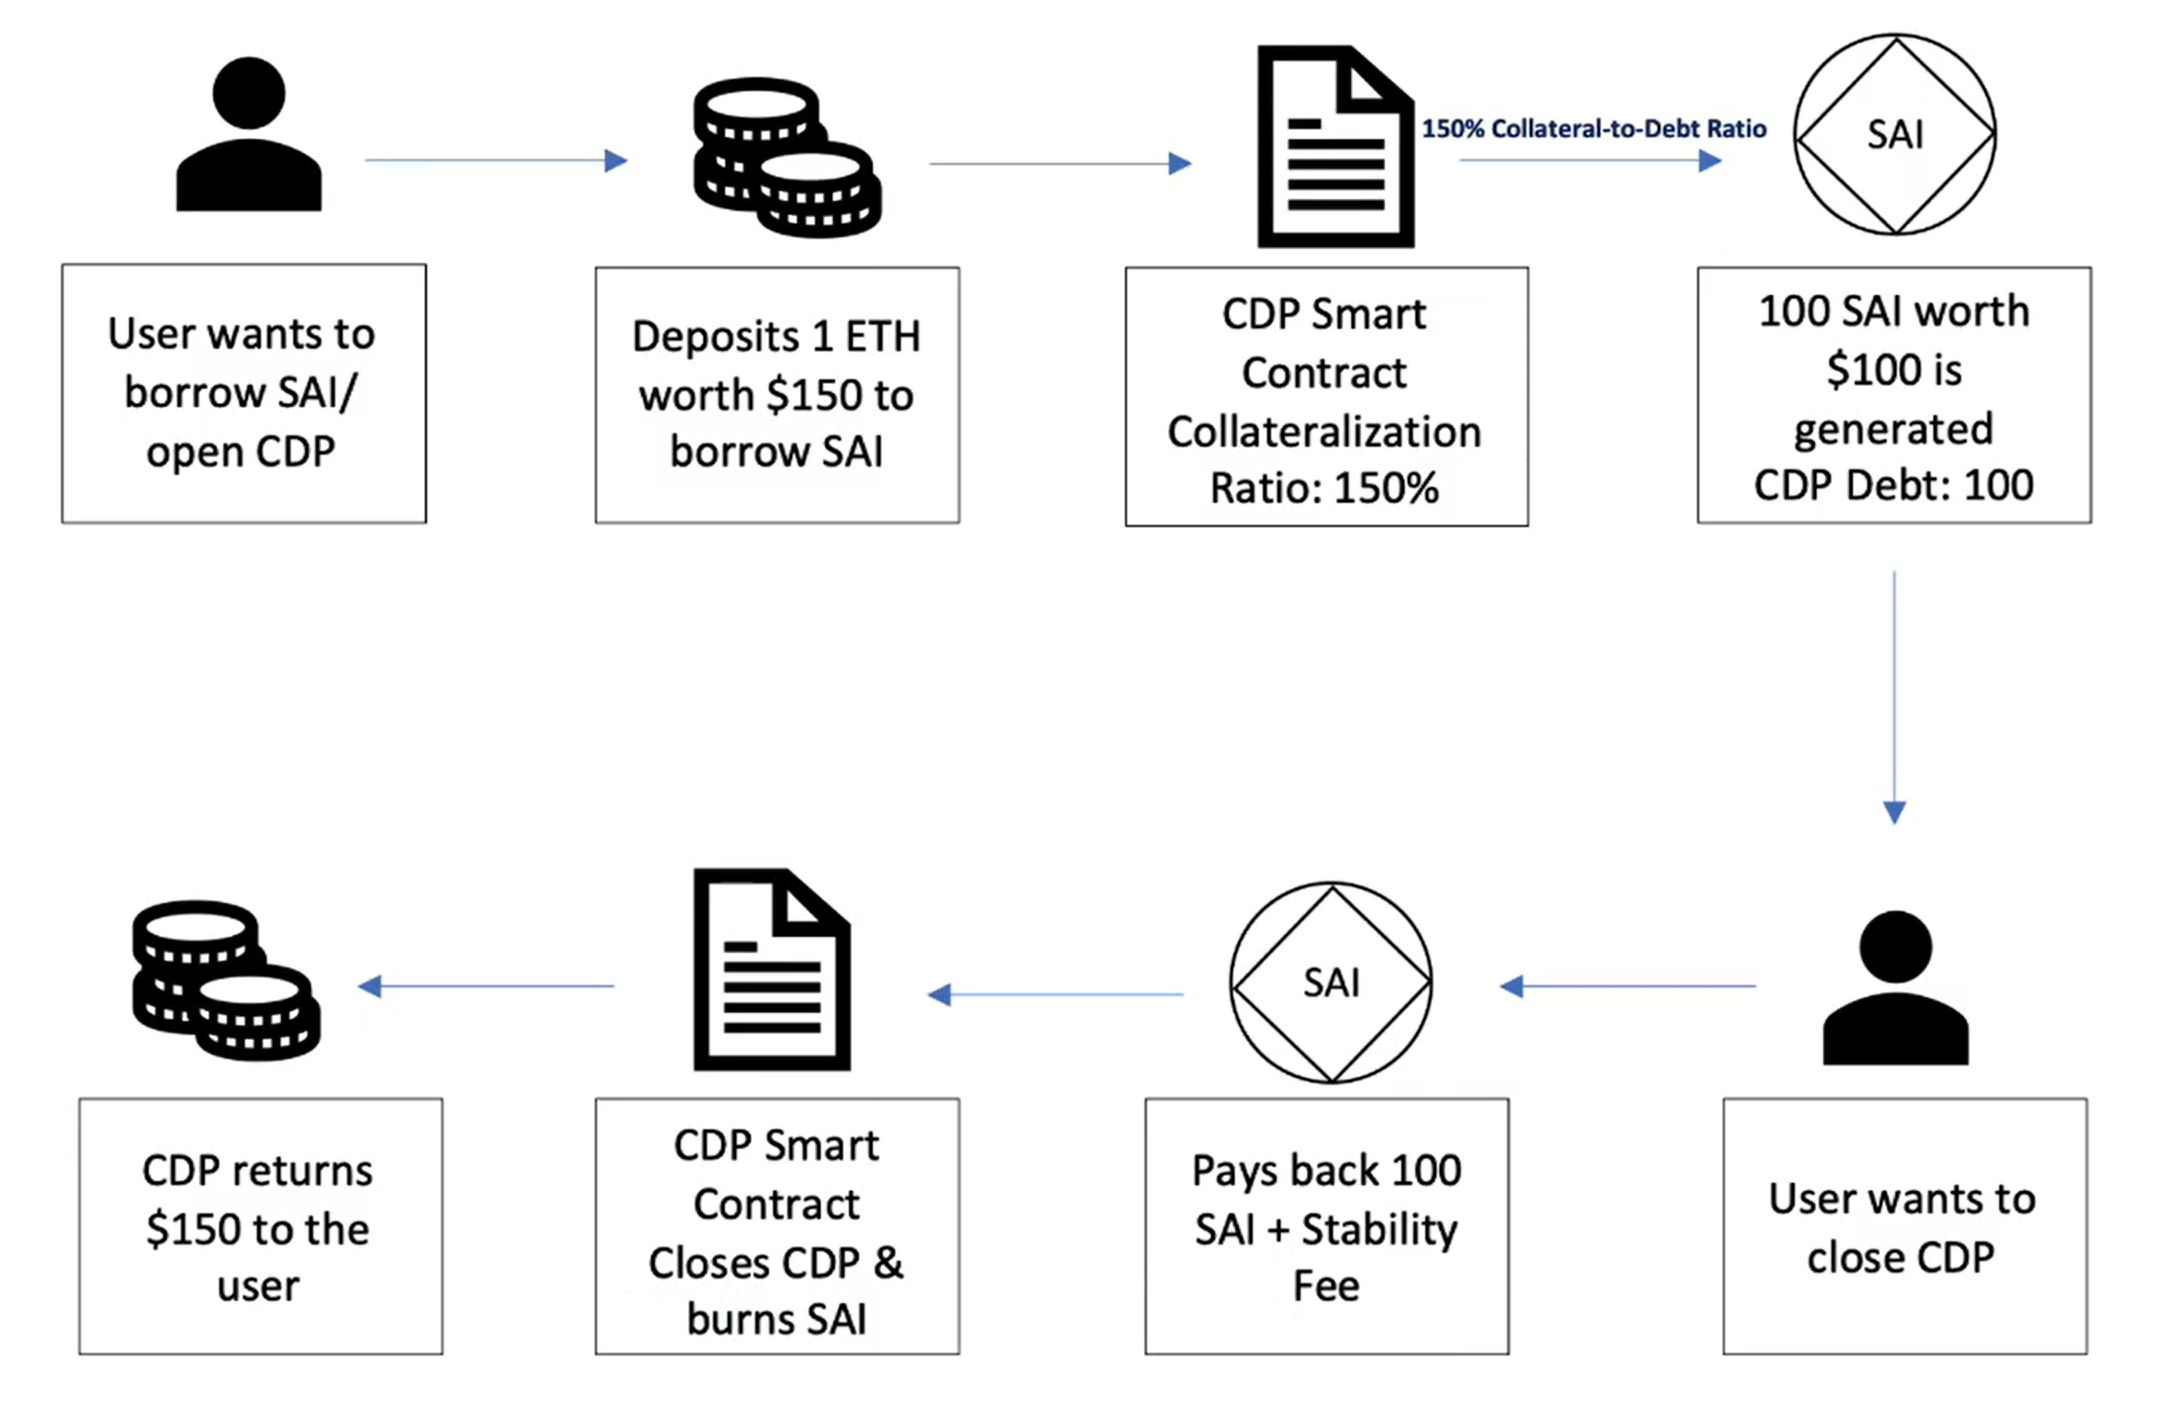 150% Collateral-to-Debt Ratio
SAI
User wants to
borrow SAI/
open CDP
Deposits 1 ETH
worth $150 to
borrow SAI
CDP Smart
Contract
Collateralization
Ratio: 150%
100 SAI worth
$100 is
generated
CDP Debt: 100
SAI
User wants to
close CDP
Pays back 100
SAI + Stability
Fee
CDP Smart
Contract
Closes CDP &
burns SAI
CDP returns
$150 to the
user